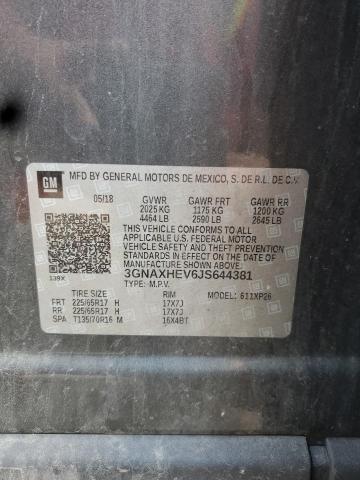 GM
MFD BY GENERAL MOTORS DE MEXICO, S. DE R.L. DE C.V.
05/18 GVWR GAWR FRT GAWR RR
2025 KG 1175 KG 1200 KG
4464 LB 2590 LB 2645 LB
THIS VEHICLE CONFORMS TO ALL APPLICABLE U.S. FEDERAL MOTOR VEHICLE SAFETY AND THEFT PREVENTION STANDARDS IN EFFECT ON THE DATE OF MANUFACTURE SHOWN ABOVE.
3GNAXHEV6JS644381
139X
TYPE: M.P.V.
TIRE SIZE RIM MODEL: 611XP26
FRT 225/65R17 H 17X7J
RR 225/65R17 H 17X7J
SPA T135/70R16 M 16X4BT